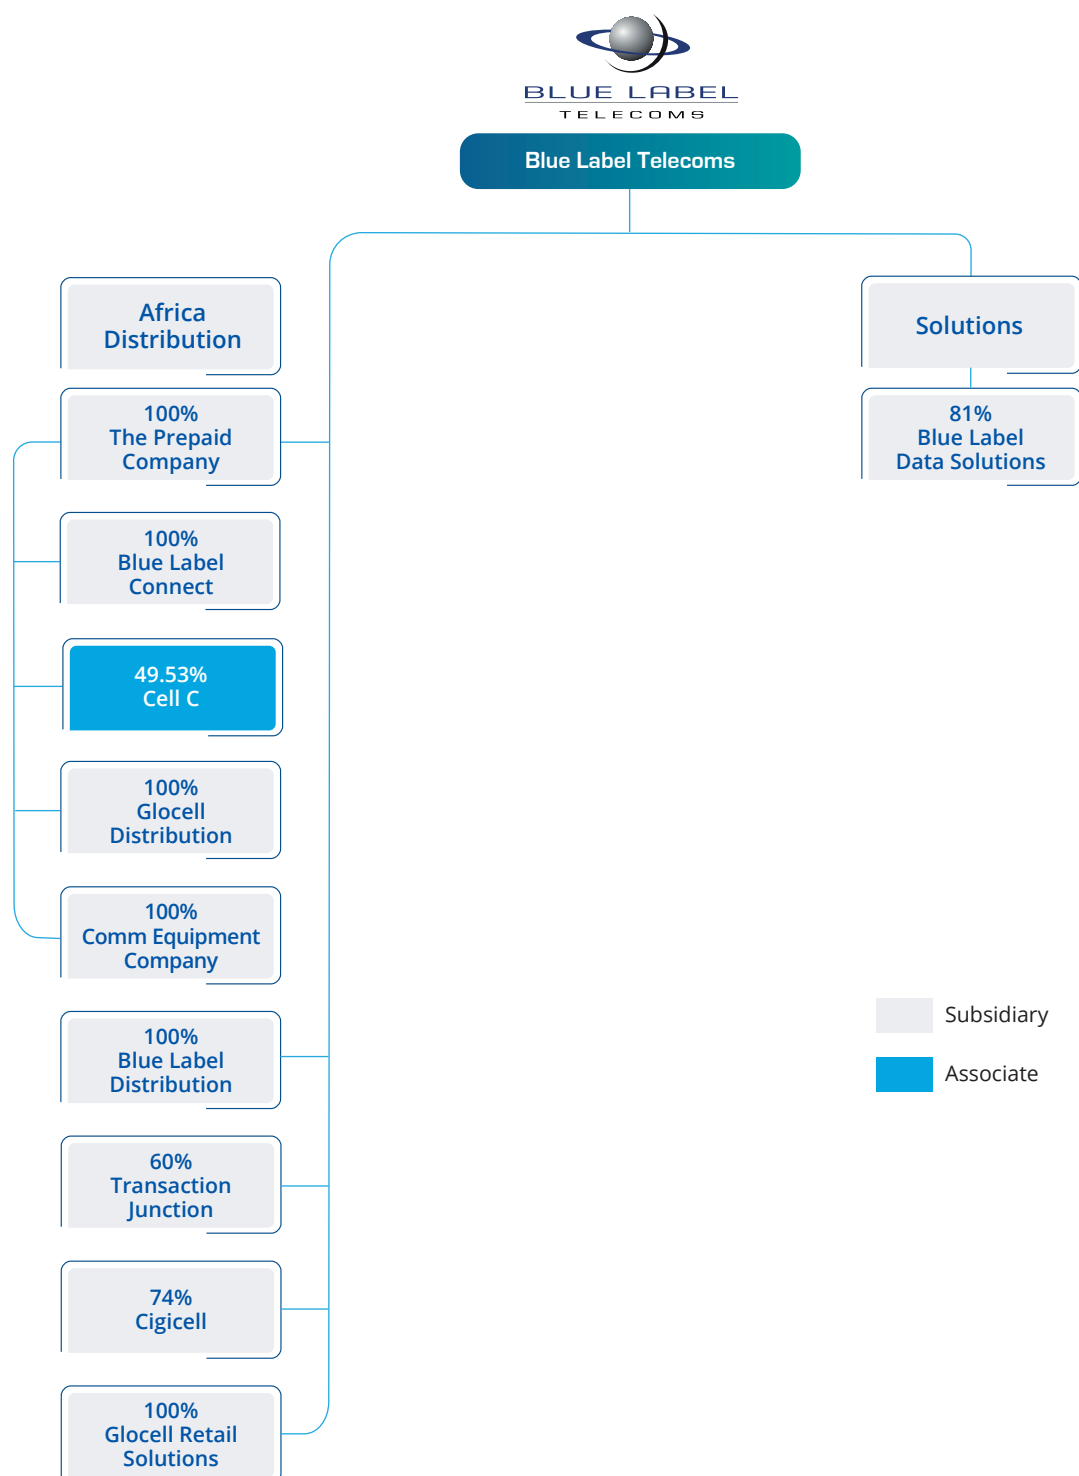 BLUE LABEL
TELECOMS
Blue Label Telecoms
Africa
Distribution
100%
The Prepaid
Company
100%
Blue Label
Connect
49.53%
Cell C
100%
Glocell
Distribution
100%
Comm Equipment
Company
100%
Blue Label
Distribution
60%
Transaction
Junction
74%
Cigicell
100%
Glocell Retail
Solutions
Solutions
81%
Blue Label
Data Solutions
Subsidiary
Associate